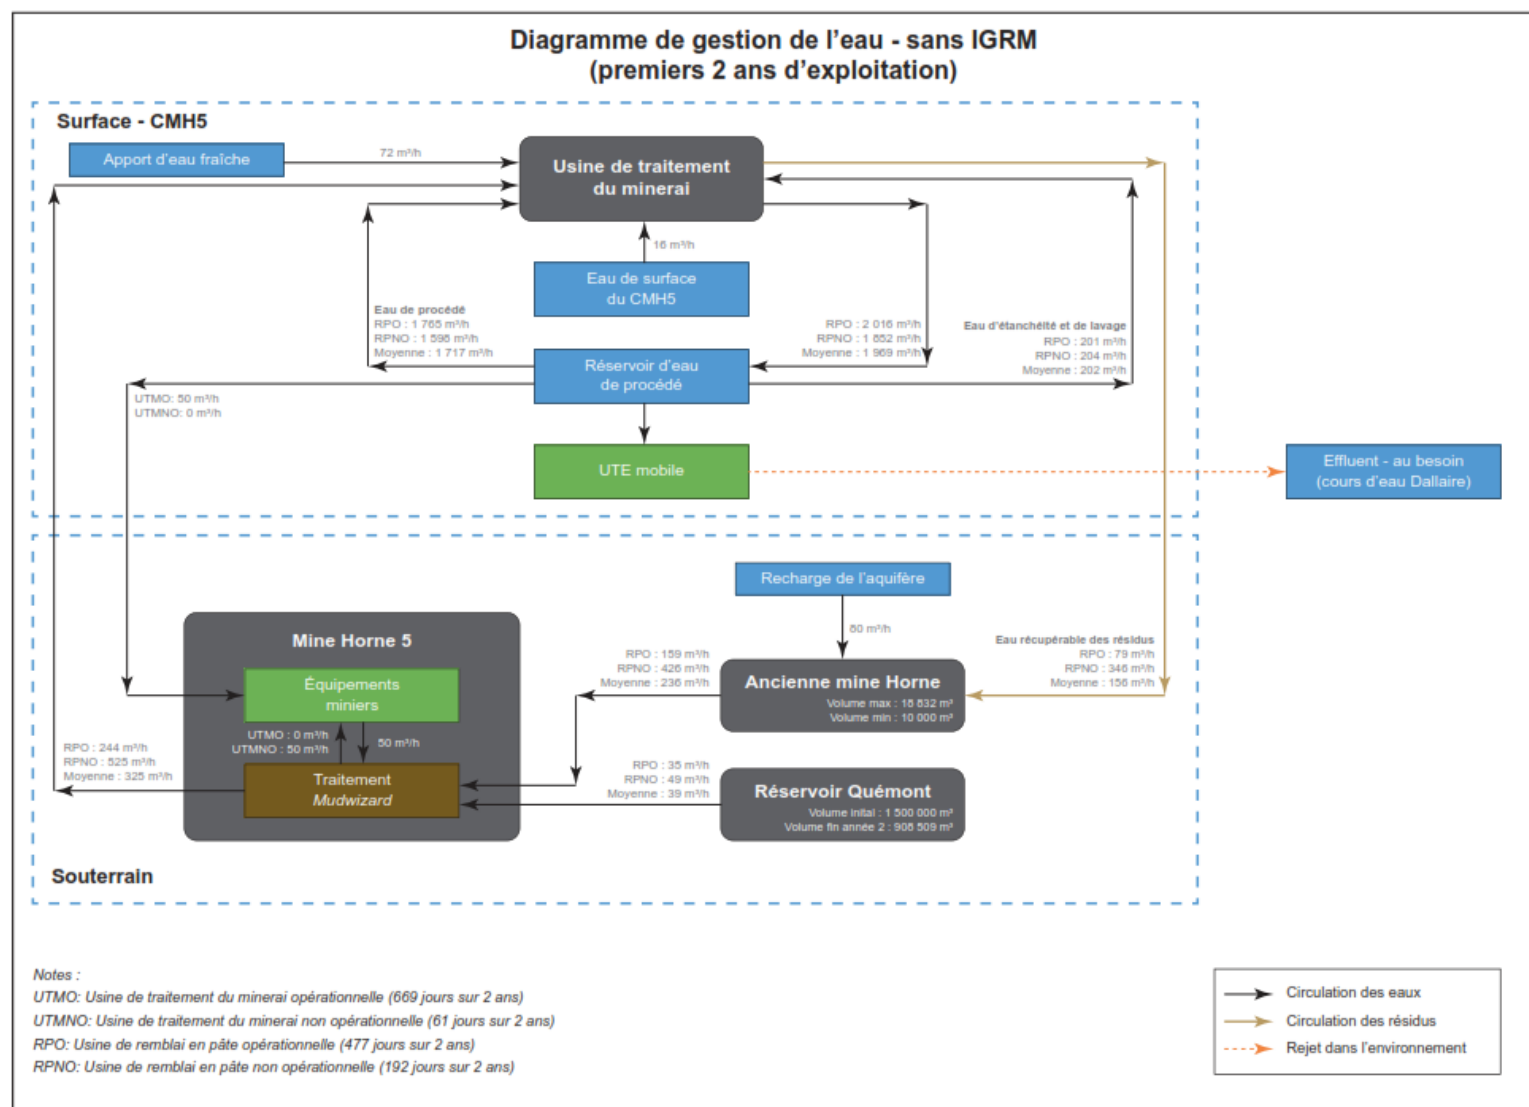 Diagramme de gestion de l'eau - sans IGRM
(premiers 2 ans d'exploitation)
Surface - CMH5
Apport d'eau fraîche
72 m³/h
Usine de traitement
du minerai
16 m³/h
Eau de surface
du CMH5
Eau de procédé
RPO : 1 765 m³/h
RPNO : 1 598 m³/h
Moyenne : 1 717 m³/h
RPO : 2 016 m³/h
RPNO : 1 852 m³/h
Moyenne : 1 969 m³/h
Eau d'étanchéité et de lavage
RPO : 201 m³/h
RPNO : 204 m³/h
Moyenne : 202 m³/h
Réservoir d'eau
de procédé
UTMO: 50 m³/h
UTMNO: 0 m³/h
UTE mobile
Effluent - au besoin
(cours d'eau Dallaire)
Recharge de l'aquifère
80 m³/h
Mine Horne 5
Équipements
miniers
UTMO : 0 m³/h
UTMNO : 50 m³/h
50 m³/h
Traitement
Mudwizard
RPO : 244 m³/h
RPNO : 525 m³/h
Moyenne : 325 m³/h
RPO : 159 m³/h
RPNO : 426 m³/h
Moyenne : 236 m³/h
Ancienne mine Horne
Volume max : 18 832 m³
Volume min : 10 000 m³
Eau récupérable des résidus
RPO : 79 m³/h
RPNO : 346 m³/h
Moyenne : 156 m³/h
RPO : 35 m³/h
RPNO : 49 m³/h
Moyenne : 39 m³/h
Réservoir Quémont
Volume inital : 1 500 000 m³
Volume fin année 2 : 908 509 m³
Souterrain
Notes :
UTMO: Usine de traitement du minerai opérationnelle (669 jours sur 2 ans)
UTMNO: Usine de traitement du minerai non opérationnelle (61 jours sur 2 ans)
RPO: Usine de remblai en pâte opérationnelle (477 jours sur 2 ans)
RPNO: Usine de remblai en pâte non opérationnelle (192 jours sur 2 ans)
Circulation des eaux
Circulation des résidus
Rejet dans l'environnement